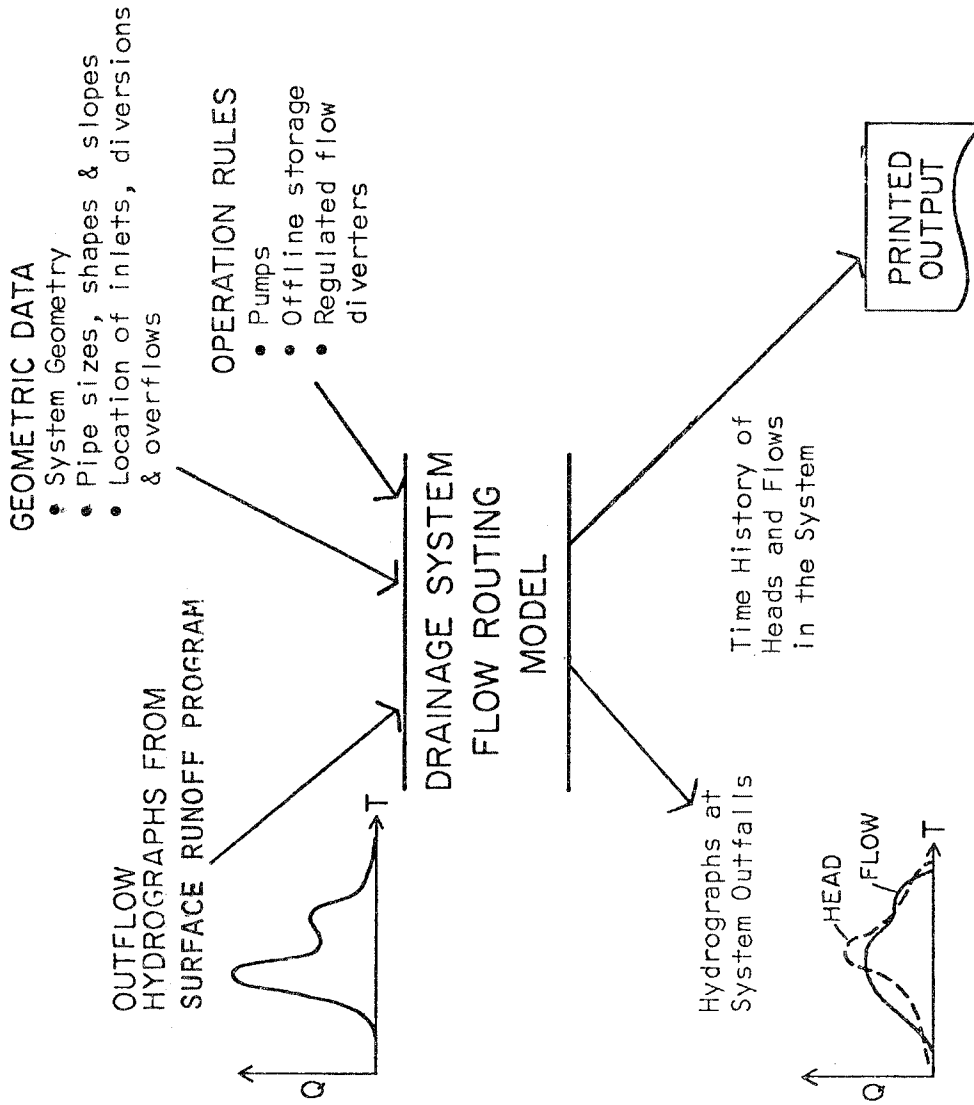 OUTFLOW
HYDROGRAPHS FROM
SURFACE RUNOFF PROGRAM
Q
T
GEOMETRIC DATA
• System Geometry
• Pipe sizes, shapes & slopes
• Location of inlets, diversions
& overflows
OPERATION RULES
• Pumps
• Offline storage
• Regulated flow
diverters
DRAINAGE SYSTEM
FLOW ROUTING
MODEL
Hydrographs at
System Outfalls
Q
HEAD
FLOW
T
Time History of
Heads and Flows
in the System
PRINTED
OUTPUT